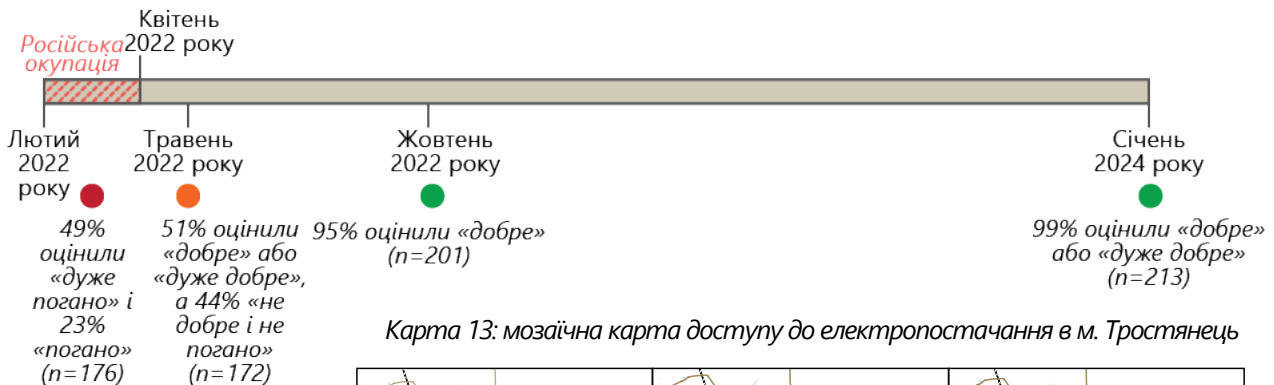 Квітень
2022 року
Російська
окупація
Лютий
2022
року
Травень
2022 року
Жовтень
2022 року
Січень
2024 року
49%
оцінили
«дуже
погано» і
23%
«погано»
(n=176)
51% оцінили
«добре» або
«дуже добре»,
а 44% «не
добре і не
погано»
(n=172)
95% оцінили «добре»
(n=201)
99% оцінили «добре»
або «дуже добре»
(n=213)
Карта 13: мозаїчна карта доступу до електропостачання в м. Тростянець